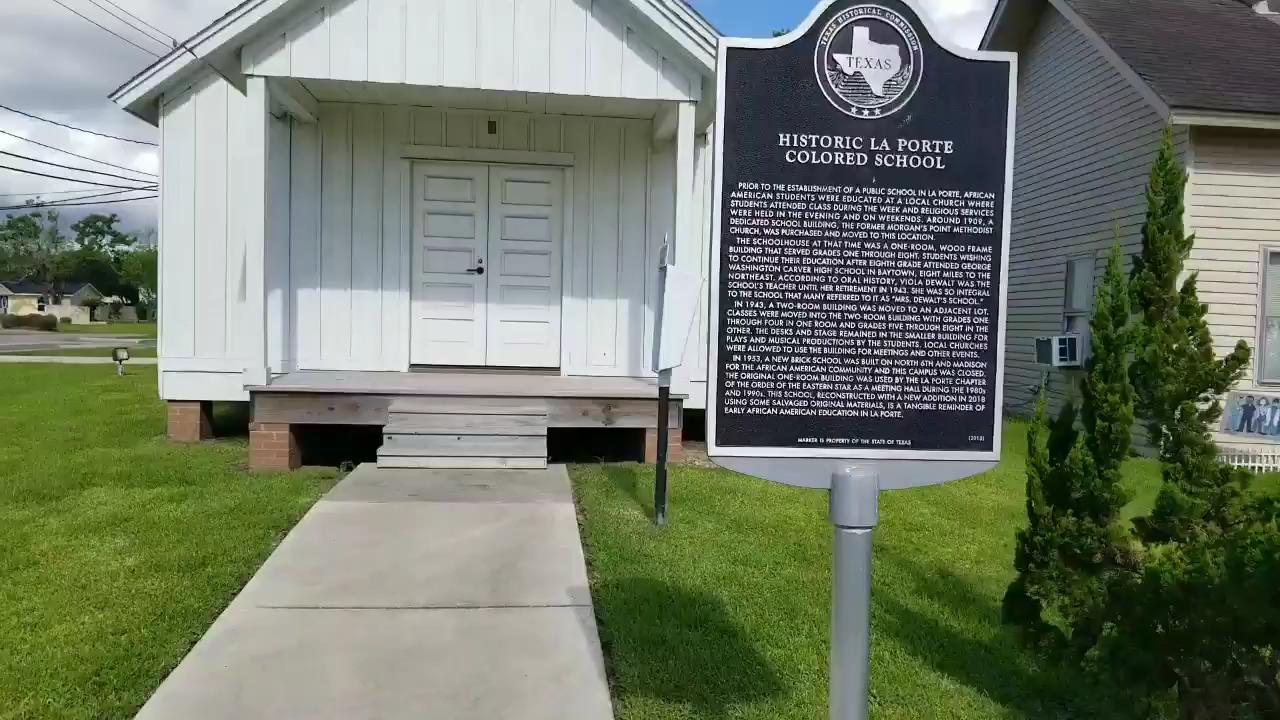 TEXAS HISTORICAL COMMISSION
TEXAS
HISTORIC LA PORTE
COLORED SCHOOL
PRIOR TO THE ESTABLISHMENT OF A PUBLIC SCHOOL IN LA PORTE, AFRICAN
AMERICAN STUDENTS WERE EDUCATED AT A LOCAL CHURCH WHERE
STUDENTS ATTENDED CLASS DURING THE WEEK AND RELIGIOUS SERVICES
WERE HELD IN THE EVENING AND ON WEEKENDS. AROUND 1909, A
DEDICATED SCHOOL BUILDING, THE FORMER MORGAN'S POINT METHODIST
CHURCH, WAS PURCHASED AND MOVED TO THIS LOCATION.
THE SCHOOLHOUSE AT THAT TIME WAS A ONE-ROOM, WOOD FRAME
BUILDING THAT SERVED GRADES ONE THROUGH EIGHT. STUDENTS WISHING
TO CONTINUE THEIR EDUCATION AFTER EIGHTH GRADE ATTENDED GEORGE
WASHINGTON CARVER HIGH SCHOOL IN BAYTOWN, EIGHT MILES TO THE
NORTHEAST. ACCORDING TO ORAL HISTORY, VIOLA DEWALT WAS THE
SCHOOL'S TEACHER UNTIL HER RETIREMENT IN 1943. SHE WAS SO INTEGRAL
TO THE SCHOOL THAT MANY REFERRED TO IT AS "MRS. DEWALT'S SCHOOL."
IN 1943, A TWO-ROOM BUILDING WAS MOVED TO AN ADJACENT LOT.
CLASSES WERE MOVED INTO THE TWO-ROOM BUILDING WITH GRADES ONE
THROUGH FOUR IN ONE ROOM AND GRADES FIVE THROUGH EIGHT IN THE
OTHER. THE DESKS AND STAGE REMAINED IN THE SMALLER BUILDING FOR
PLAYS AND MUSICAL PRODUCTIONS BY THE STUDENTS. LOCAL CHURCHES
WERE ALLOWED TO USE THE BUILDING FOR MEETINGS AND OTHER EVENTS.
IN 1953, A NEW BRICK SCHOOL WAS BUILT ON NORTH 6TH AND MADISON
FOR THE AFRICAN AMERICAN COMMUNITY AND THIS CAMPUS WAS CLOSED.
THE ORIGINAL ONE-ROOM BUILDING WAS USED BY THE LA PORTE CHAPTER
OF THE ORDER OF THE EASTERN STAR AS A MEETING HALL DURING THE 1980s
AND 1990s. THIS SCHOOL, RECONSTRUCTED WITH A NEW ADDITION IN 2018
USING SOME SALVAGED ORIGINAL MATERIALS, IS A TANGIBLE REMINDER OF
EARLY AFRICAN AMERICAN EDUCATION IN LA PORTE.
(2018)
MARKER IS PROPERTY OF THE STATE OF TEXAS